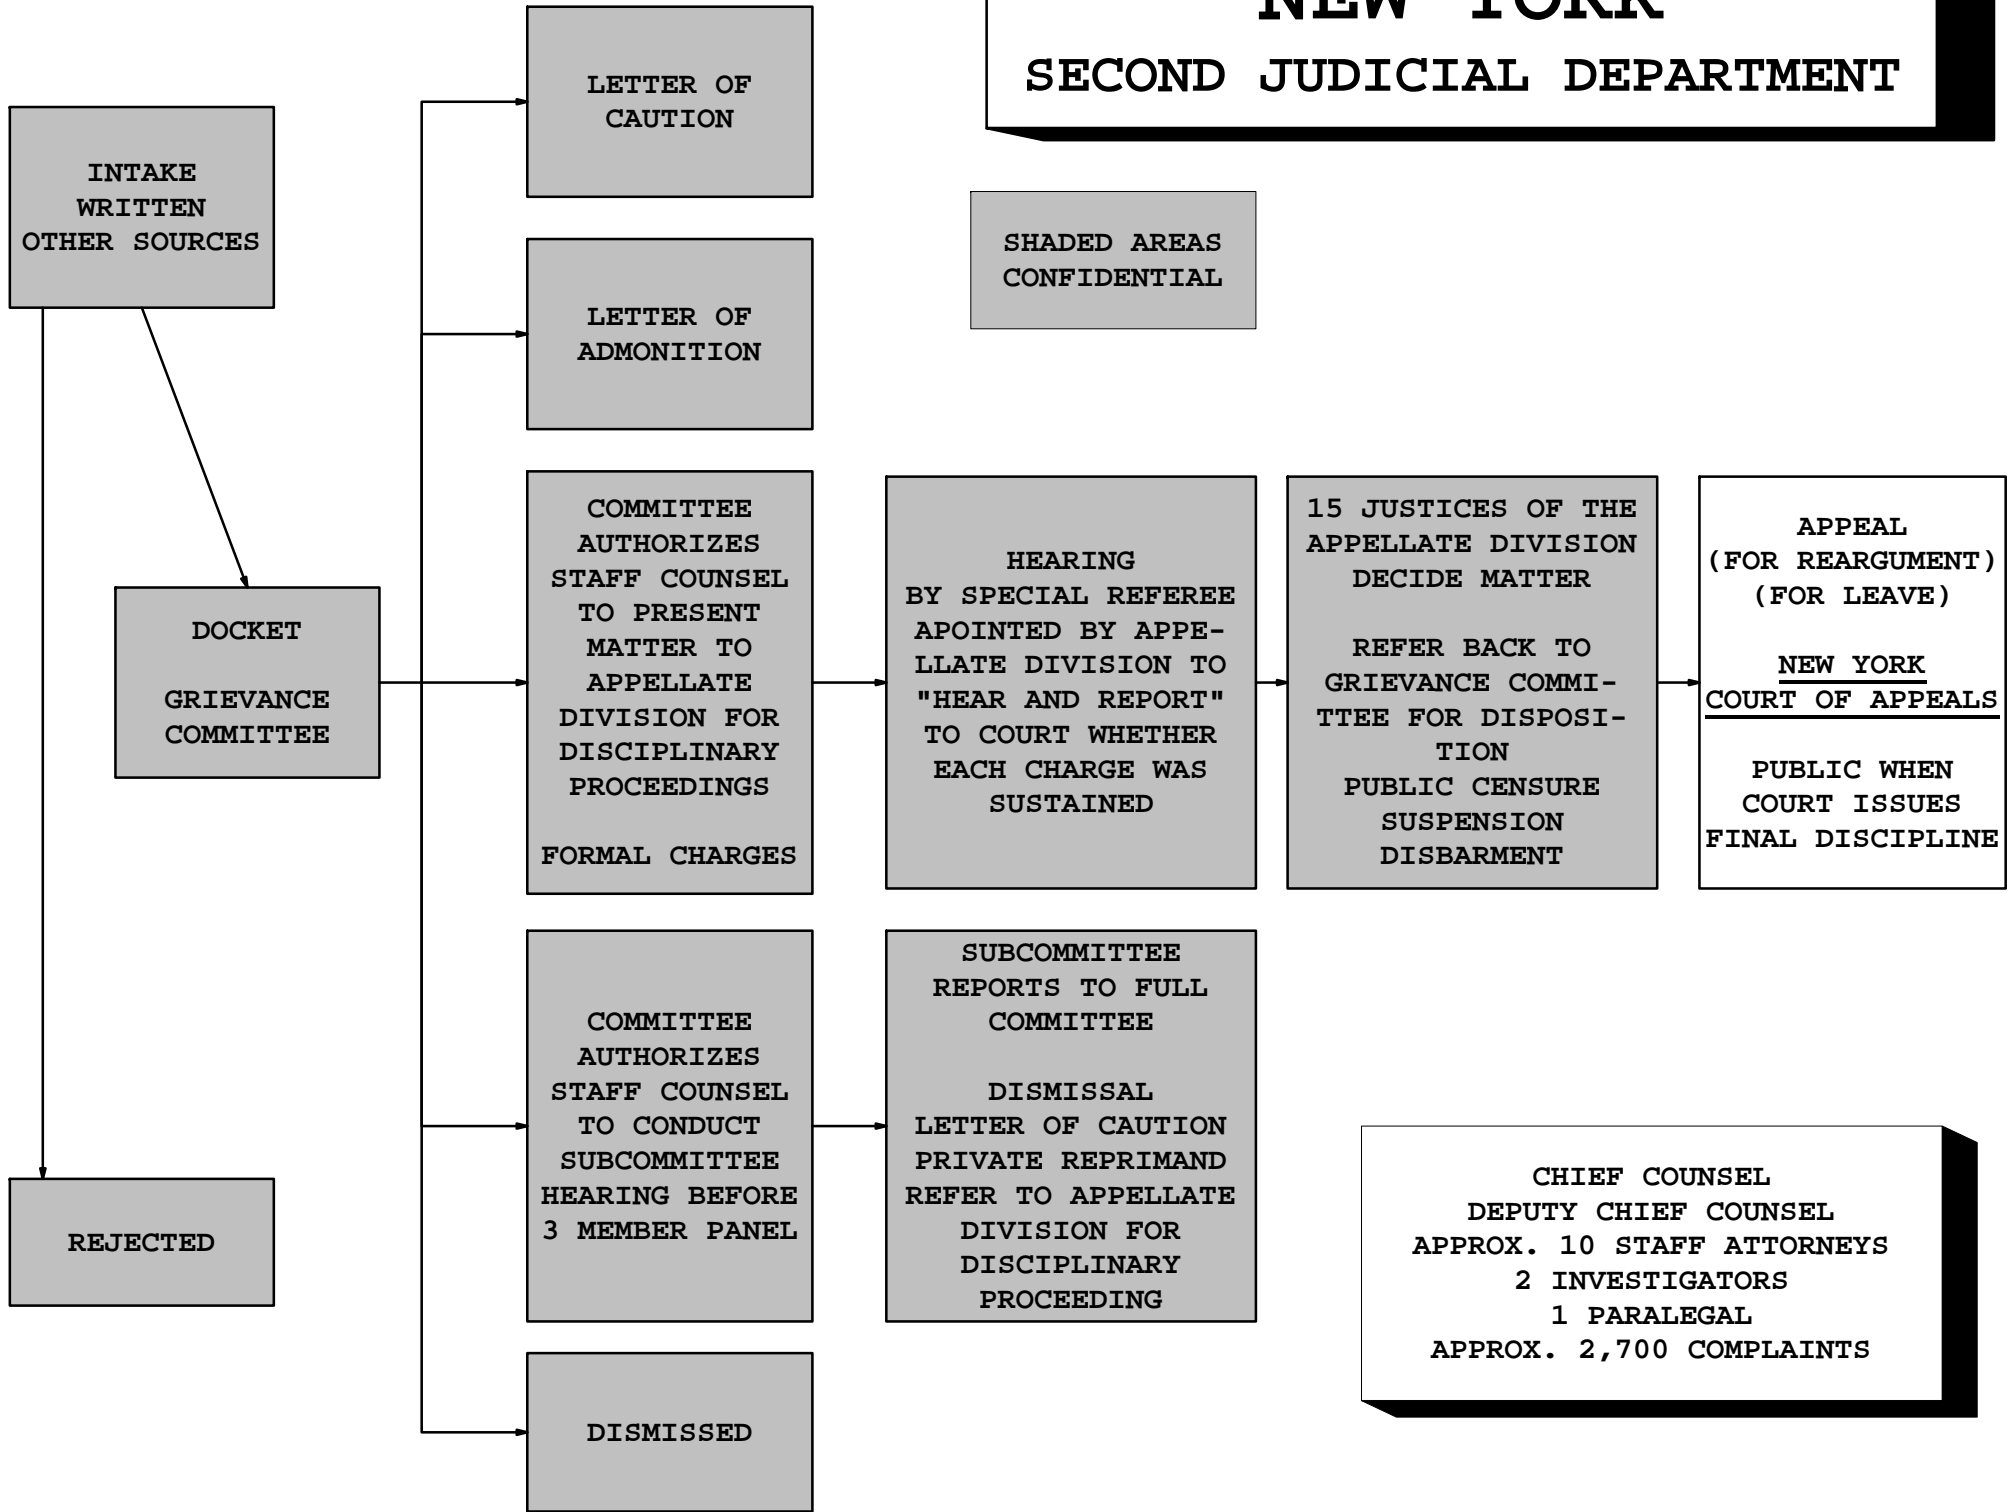 NEW YORK
SECOND JUDICIAL DEPARTMENT
LETTER OF
CAUTION
INTAKE
WRITTEN
OTHER SOURCES
SHADED AREAS
CONFIDENTIAL
LETTER OF
ADMONITION
DOCKET
GRIEVANCE
COMMITTEE
COMMITTEE
AUTHORIZES
STAFF COUNSEL
TO PRESENT
MATTER TO
APPELLATE
DIVISION FOR
DISCIPLINARY
PROCEEDINGS
FORMAL CHARGES
HEARING
BY SPECIAL REFEREE
APOINTED BY APPE-
LLATE DIVISION TO
"HEAR AND REPORT"
TO COURT WHETHER
EACH CHARGE WAS
SUSTAINED
15 JUSTICES OF THE
APPELLATE DIVISION
DECIDE MATTER
REFER BACK TO
GRIEVANCE COMMI-
TTEE FOR DISPOSI-
TION
PUBLIC CENSURE
SUSPENSION
DISBARMENT
APPEAL
(FOR REARGUMENT)
(FOR LEAVE)
NEW YORK
COURT OF APPEALS
PUBLIC WHEN
COURT ISSUES
FINAL DISCIPLINE
REJECTED
COMMITTEE
AUTHORIZES
STAFF COUNSEL
TO CONDUCT
SUBCOMMITTEE
HEARING BEFORE
3 MEMBER PANEL
SUBCOMMITTEE
REPORTS TO FULL
COMMITTEE
DISMISSAL
LETTER OF CAUTION
PRIVATE REPRIMAND
REFER TO APPELLATE
DIVISION FOR
DISCIPLINARY
PROCEEDING
CHIEF COUNSEL
DEPUTY CHIEF COUNSEL
APPROX. 10 STAFF ATTORNEYS
2 INVESTIGATORS
1 PARALEGAL
APPROX. 2,700 COMPLAINTS
DISMISSED